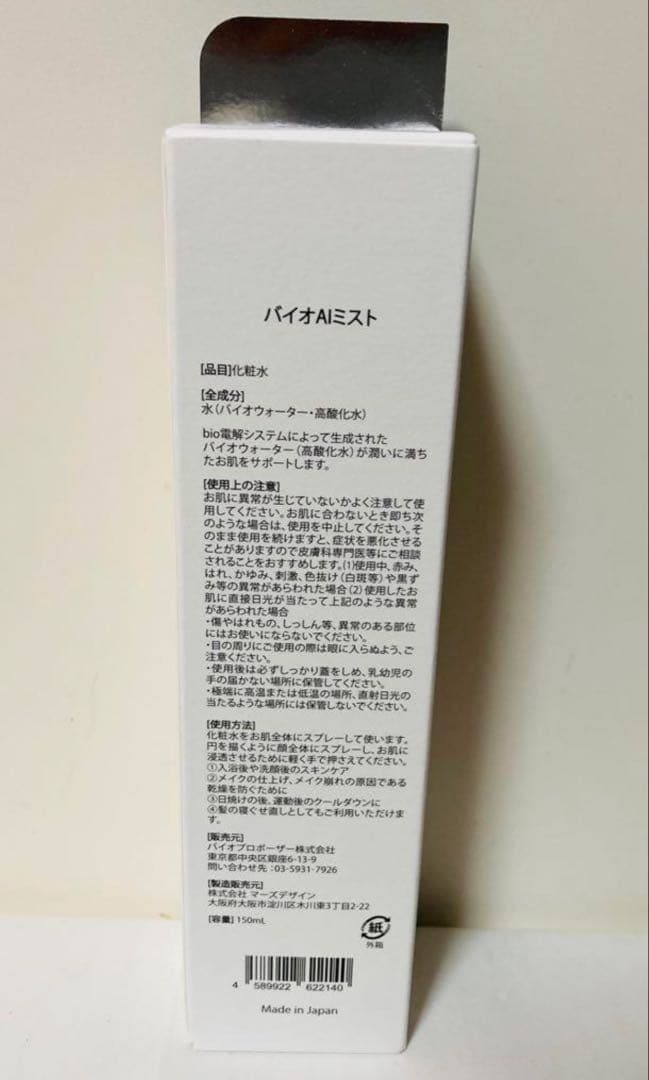 バイオAIミスト
[品目]化粧水
[全成分]
水(バイオウォーター・高酸化水)
bio電解システムによって生成された
バイオウォーター(高酸化水)が潤いに満ち
たお肌をサポートします。
[使用上の注意]
お肌に異常が生じていないかよく注意して使
用してください。お肌に合わないとき即ち次
のような場合は、使用を中止してください。そ
のまま使用を続けますと、症状を悪化させる
ことがありますので皮膚科専門医等にご相談
されることをおすすめします。(1)使用中、赤み、
はれ、かゆみ、刺激、色抜け(白斑等)や黒ず
み等の異常があらわれた場合(2)使用したお
肌に直接日光が当たって上記のような異常
があらわれた場合
・傷やはれもの、しっしん等、異常のある部位
にはお使いにならないでください。
・目の周りにご使用の際は眼に入らぬよう、ご
注意ください。
・使用後は必ずしっかり蓋をしめ、乳幼児の
手の届かない場所に保管してください。
・極端に高温または低温の場所、直射日光の
当たるような場所には保管しないでください。
[使用方法]
化粧水をお肌全体にスプレーして使います。
円を描くように顔全体にスプレーし、お肌に
浸透させるために軽く手で押さえてください。
①入浴後や洗顔後のスキンケア
②メイクの仕上げ、メイク崩れの原因である
乾燥を防ぐために
③日焼けの後、運動後のクールダウンに
④髪の寝ぐせ直しとしてもご利用いただけま
す。
[販売元]
バイオプロポーザー株式会社
東京都中央区銀座6-13-9
問い合わせ先:03-5931-7926
[製造販売元]
株式会社 マーズデザイン
大阪府大阪市淀川区木川東3丁目2-22
[容量] 150mL
紙
外箱
4 589922 622140
Made in Japan